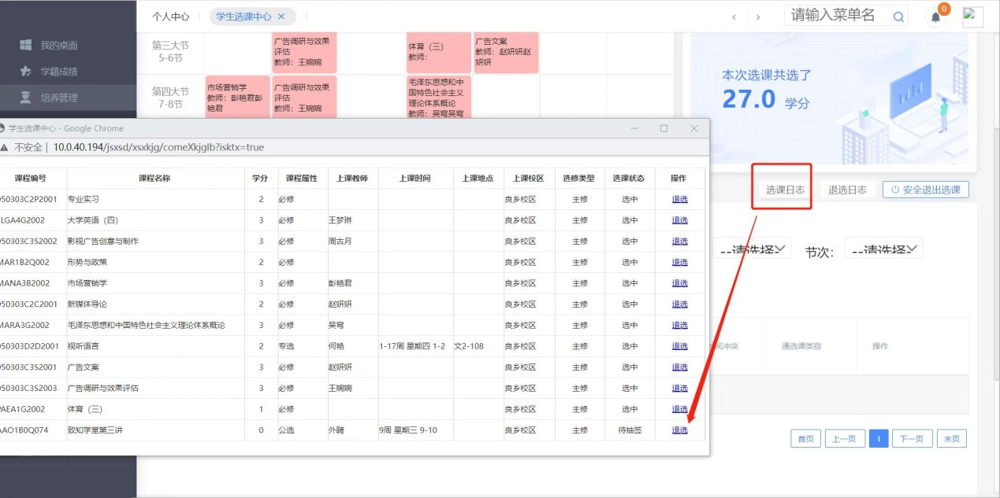 个人中心 学生选课中心 × 请输入菜单名 0
我的桌面
学籍成绩
培养管理
第三大节
5-6节
广告调研与效果
评估
教师：王婉婉
体育（三）
教师：
广告文案
教师：赵妍妍赵
妍妍
第四大节
7-8节
市场营销学
教师：彭艳君彭
艳君
广告调研与效果
评估
教师：王婉婉
毛泽东思想和中
国特色社会主义
理论体系概论
教师：吴穹吴穹
本次选课共选了
27.0 学分
选课日志 退选日志 安全退出选课
--请选择- 节次： --请选择-
间冲突 通选课类别 操作
首页 上一页 1 下一页 末页
学生选课中心 - Google Chrome
不安全 | 10.0.40.194/jsxsd/xsxkjg/comeXkjglb?isktx=true
课程编号 课程名称 学分 课程属性 上课教师 上课时间 上课地点 上课校区 选修类型 选课状态 操作
050303C2P2001 专业实习 2 必修 良乡校区 主修 选中 退选
LGA4G2002 大学英语（四） 3 必修 王梦琳 良乡校区 主修 选中 退选
050303C3S2002 影视广告创意与制作 3 必修 周古月 良乡校区 主修 选中 退选
MAR1B2Q002 形势与政策 2 必修 良乡校区 主修 选中 退选
MANA3B2002 市场营销学 3 必修 彭艳君 良乡校区 主修 选中 退选
050303C2C2001 新媒体导论 2 必修 赵妍妍 良乡校区 主修 选中 退选
MARA3G2002 毛泽东思想和中国特色社会主义理论体系概论 3 必修 吴穹 良乡校区 主修 选中 退选
050303D2D2001 视听语言 2 专选 何艳 1-17周 星期四 1-2 文2-108 良乡校区 主修 选中 退选
050303C3S2001 广告文案 3 必修 赵妍妍 良乡校区 主修 选中 退选
050303C3S2003 广告调研与效果评估 3 必修 王婉婉 良乡校区 主修 选中 退选
PAEA1G2002 体育（三） 1 必修 良乡校区 主修 选中 退选
AAO1B0Q074 致知学堂第三讲 0 公选 外聘 9周 星期三 9-10 良乡校区 主修 待抽签 退选